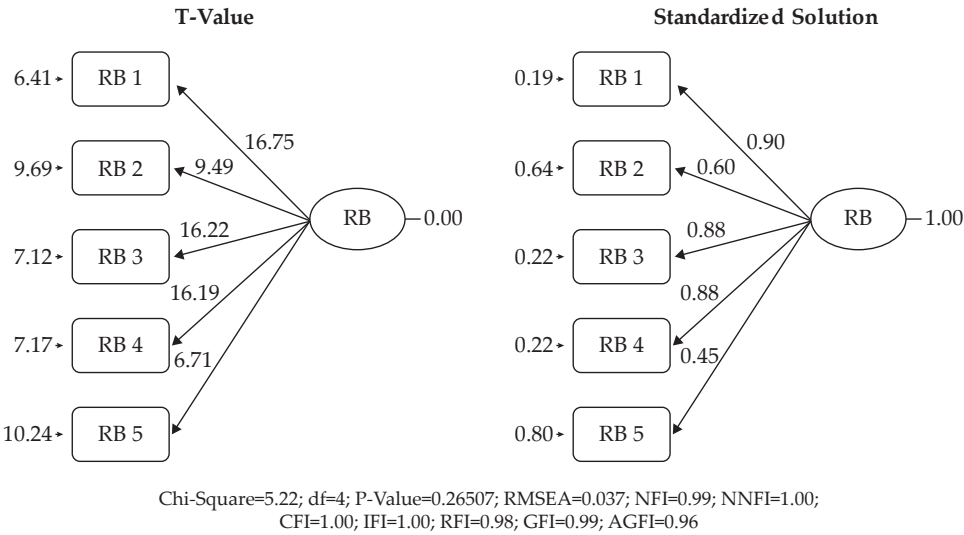 T-Value
6.41
RB 1
16.75
9.69
RB 2
9.49
RB
0.00
7.12
RB 3
16.22
7.17
RB 4
16.19
10.24
RB 5
6.71
Standardized Solution
0.19
RB 1
0.90
0.64
RB 2
0.60
RB
1.00
0.22
RB 3
0.88
0.22
RB 4
0.88
0.80
RB 5
0.45
Chi-Square=5.22; df=4; P-Value=0.26507; RMSEA=0.037; NFI=0.99; NNFI=1.00;
CFI=1.00; IFI=1.00; RFI=0.98; GFI=0.99; AGFI=0.96